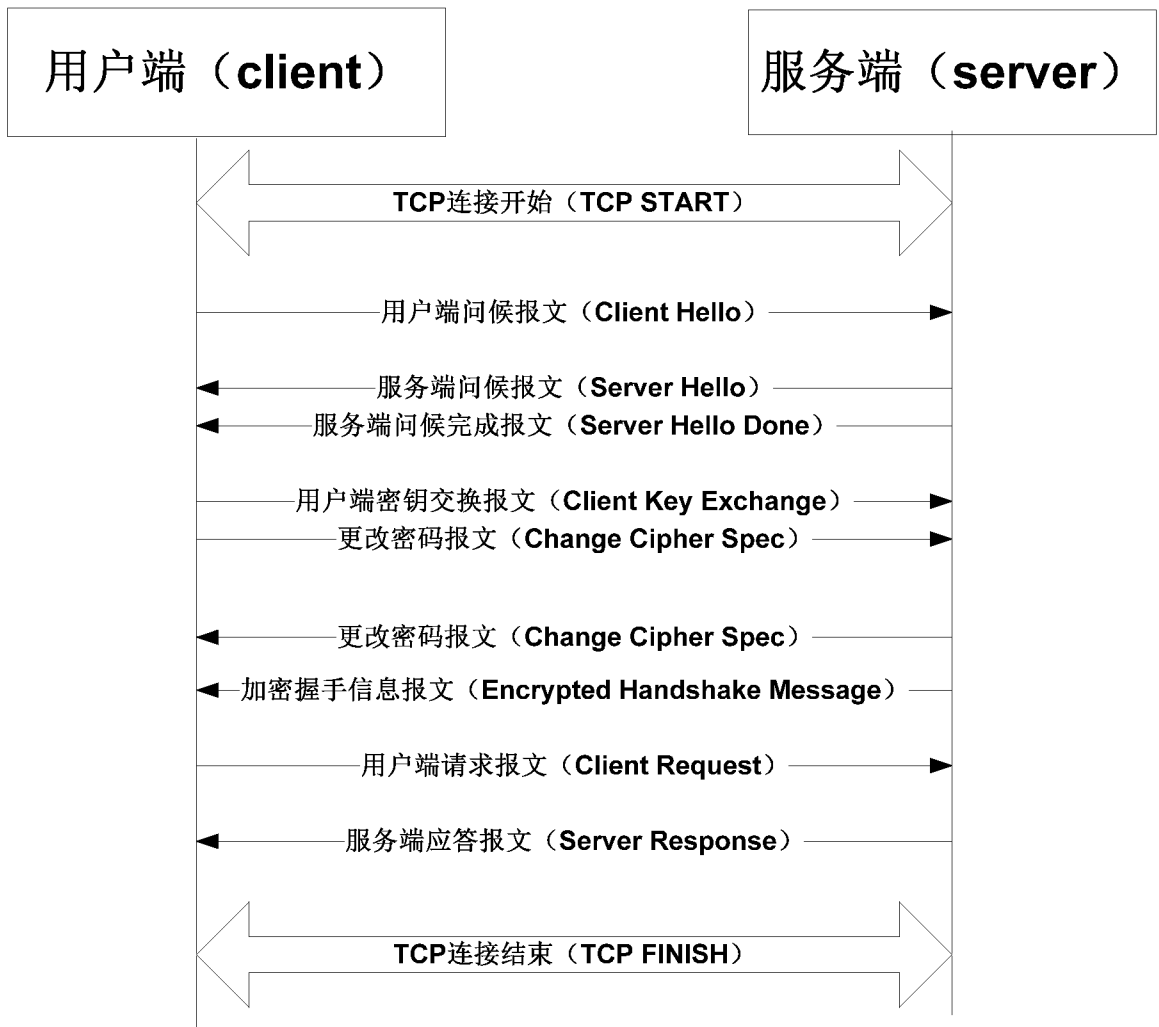 用户端（client）
服务端（server）
TCP连接开始（TCP START）
用户端问候报文（Client Hello）
服务端问候报文（Server Hello）
服务端问候完成报文（Server Hello Done）
用户端密钥交换报文（Client Key Exchange）
更改密码报文（Change Cipher Spec）
更改密码报文（Change Cipher Spec）
加密握手信息报文（Encrypted Handshake Message）
用户端请求报文（Client Request）
服务端应答报文（Server Response）
TCP连接结束（TCP FINISH）